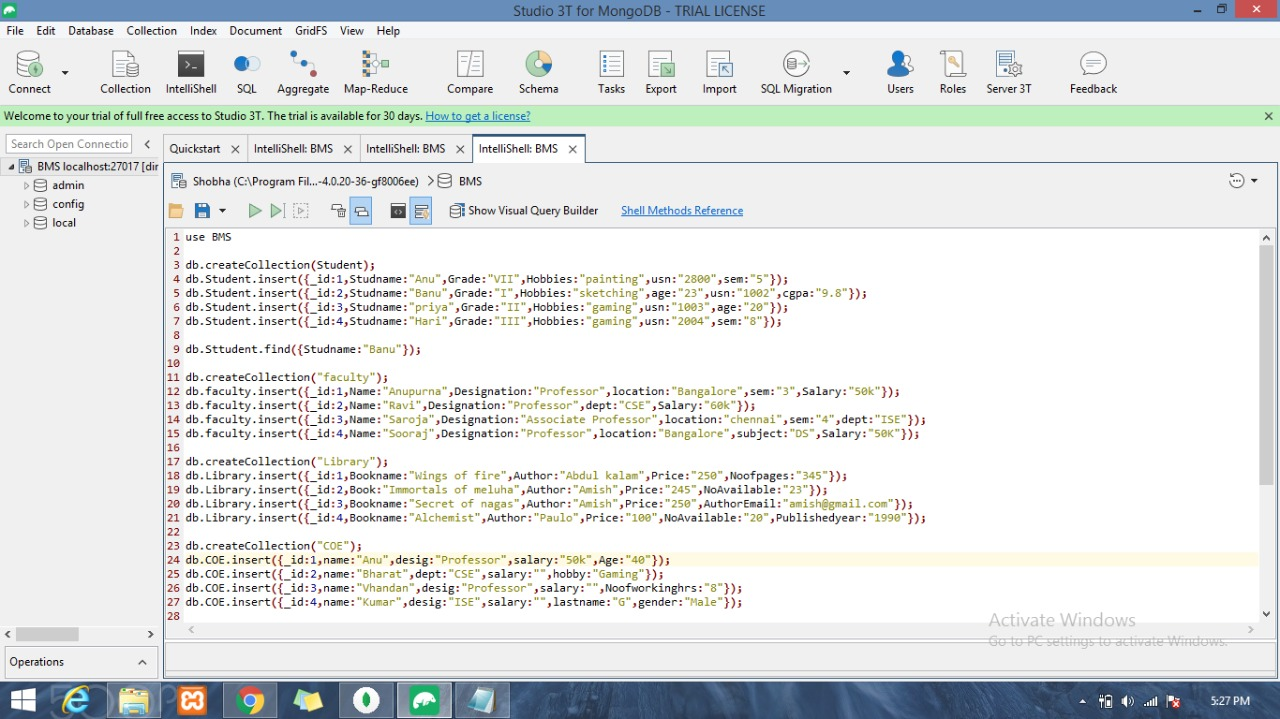 Studio 3T for MongoDB - TRIAL LICENSE
File Edit Database Collection Index Document GridFS View Help
Connect Collection IntelliShell SQL Aggregate Map-Reduce Compare Schema Tasks Export Import SQL Migration Users Roles Server 3T Feedback
Welcome to your trial of full free access to Studio 3T. The trial is available for 30 days. How to get a license?
Search Open Connectio
Quickstart IntelliShell: BMS IntelliShell: BMS IntelliShell: BMS
BMS localhost:27017 [dir
admin
config
local
Shobha (C:\Program Fil...-4.0.20-36-gf8006ee) > BMS
Show Visual Query Builder Shell Methods Reference
1 use BMS
2
3 db.createCollection(Student);
4 db.Student.insert({_id:1,Studname:"Anu",Grade:"VII",Hobbies:"painting",usn:"2800",sem:"5"});
5 db.Student.insert({_id:2,Studname:"Banu",Grade:"I",Hobbies:"sketching",age:"23",usn:"1002",cgpa:"9.8"});
6 db.Student.insert({_id:3,Studname:"priya",Grade:"II",Hobbies:"gaming",usn:"1003",age:"20"});
7 db.Student.insert({_id:4,Studname:"Hari",Grade:"III",Hobbies:"gaming",usn:"2004",sem:"8"});
8
9 db.Sttudent.find({Studname:"Banu"});
10
11 db.createCollection("faculty");
12 db.faculty.insert({_id:1,Name:"Anupurna",Designation:"Professor",location:"Bangalore",sem:"3",Salary:"50k"});
13 db.faculty.insert({_id:2,Name:"Ravi",Designation:"Professor",dept:"CSE",Salary:"60k"});
14 db.faculty.insert({_id:3,Name:"Saroja",Designation:"Associate Professor",location:"chennai",sem:"4",dept:"ISE"});
15 db.faculty.insert({_id:4,Name:"Sooraj",Designation:"Professor",location:"Bangalore",subject:"DS",Salary:"50K"});
16
17 db.createCollection("Library");
18 db.Library.insert({_id:1,Bookname:"Wings of fire",Author:"Abdul kalam",Price:"250",Noofpages:"345"});
19 db.Library.insert({_id:2,Book:"Immortals of meluha",Author:"Amish",Price:"245",NoAvailable:"23"});
20 db.Library.insert({_id:3,Bookname:"Secret of nagas",Author:"Amish",Price:"250",AuthorEmail:"amish@gmail.com"});
21 db.Library.insert({_id:4,Bookname:"Alchemist",Author:"Paulo",Price:"100",NoAvailable:"20",Publishedyear:"1990"});
22
23 db.createCollection("COE");
24 db.COE.insert({_id:1,name:"Anu",desig:"Professor",salary:"50k",Age:"40"});
25 db.COE.insert({_id:2,name:"Bharat",dept:"CSE",salary:"",hobby:"Gaming"});
26 db.COE.insert({_id:3,name:"Vhandan",desig:"Professor",salary:"",Noofworkinghrs:"8"});
27 db.COE.insert({_id:4,name:"Kumar",desig:"ISE",salary:"",lastname:"G",gender:"Male"});
28
Activate Windows
Go to PC settings to activate Windows.
Operations
5:27 PM